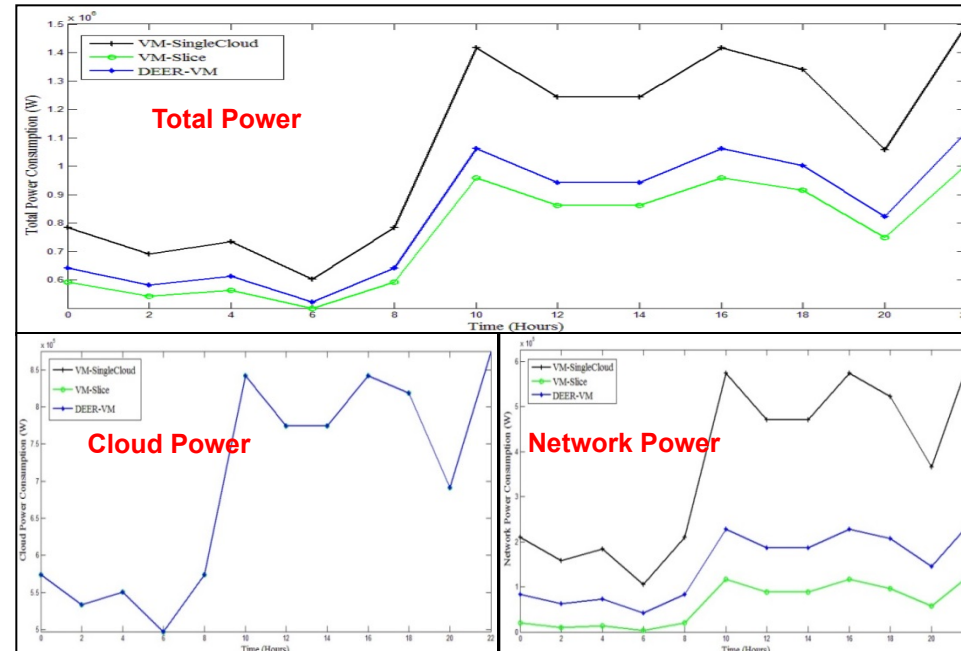 × 10⁶
1.5
1.4
1.3
1.2
1.1
1
0.9
0.8
0.7
0.6
Total Power Consumption (W)
VM-SingleCloud
VM-Slice
DEER-VM
Total Power
0 2 4 6 8 10 12 14 16 18 20
Time (Hours)
8.5
8
7.5
7
6.5
6
5.5
5
Cloud Power Consumption (W)
VM-SingleCloud
VM-Slice
DEER-VM
Cloud Power
0 2 4 6 8 10 12 14 16 18 20 22
Time (Hours)
6
4
2
1
0
Network Power Consumption (W)
VM-SingleCloud
VM-Slice
DEER-VM
Network Power
0 2 4 6 8 10 12 14 16 18 20
Time (Hours)